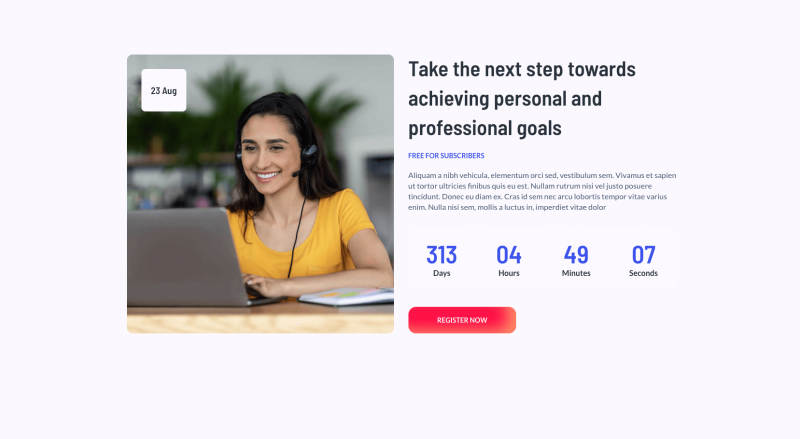 23 Aug
Take the next step towards
achieving personal and
professional goals
FREE FOR SUBSCRIBERS
Aliquam a nibh vehicula, elementum orci sed, vestibulum sem. Vivamus et sapien
ut tortor ultricies finibus quis eu est. Nullam rutrum nisi vel justo posuere
tincidunt. Donec eu diam ex. Cras id sem nec arcu lobortis tempor vitae varius
enim. Nulla nisi sem, mollis a luctus in, imperdiet vitae dolor
313 04 49 07
Days Hours Minutes Seconds
REGISTER NOW